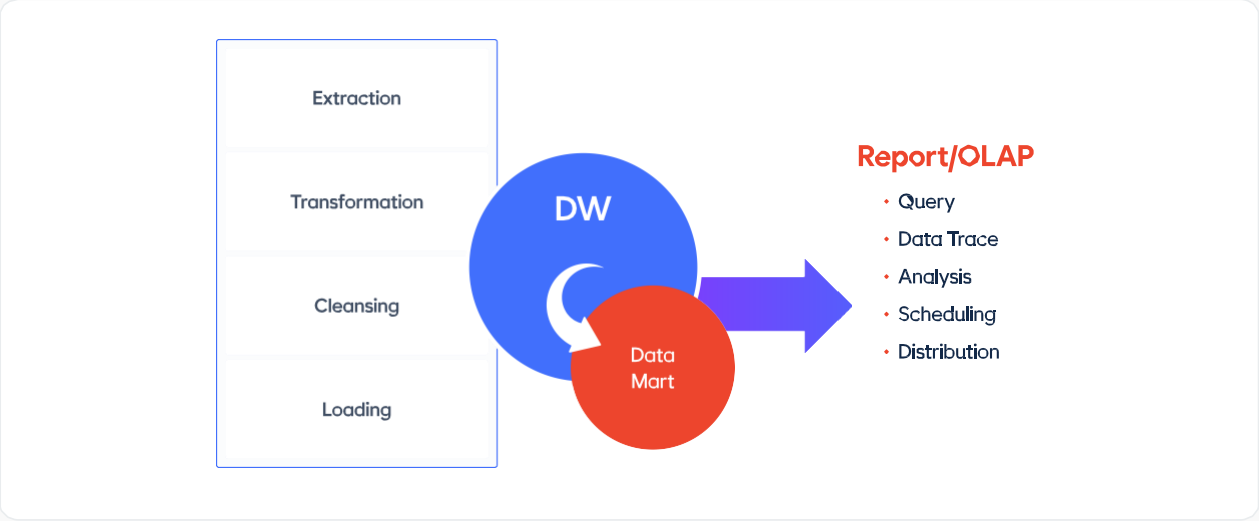 Extraction
Transformation
Cleansing
Loading
DW
Data
Mart
Report/OLAP
• Query
• Data Trace
• Analysis
• Scheduling
• Distribution